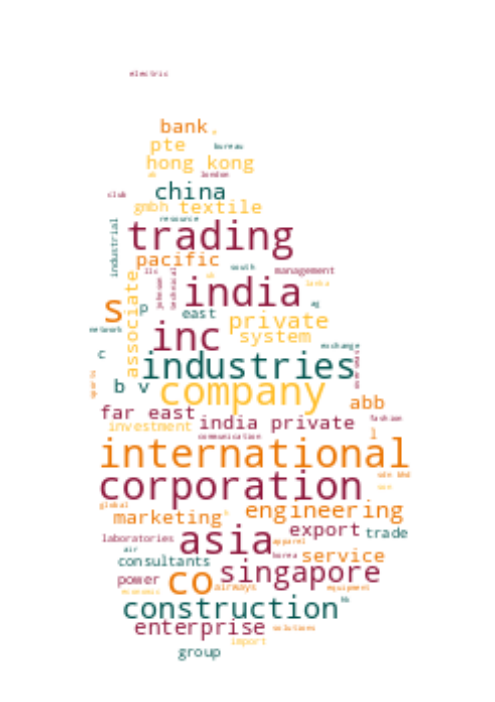 electric
bank
pte
bureau
hong kong
london
china
club
gmbh textile
resource
trading
industrial
pacific
south
management
llc
india
lanka
associate
s
p
east
ag
private
network
inc
system
exchange
c
industries
b v
company
sports
abb
far east
india private
fashion
investment
communication
l
international
sdn bhd
corporation
global
engineering
marketing
export
trade
laboratories
asia
apparel
air
korea
service
consultants
singapore
power
co
airways
equipment
economic
construction
hk
enterprise
solutions
import
group